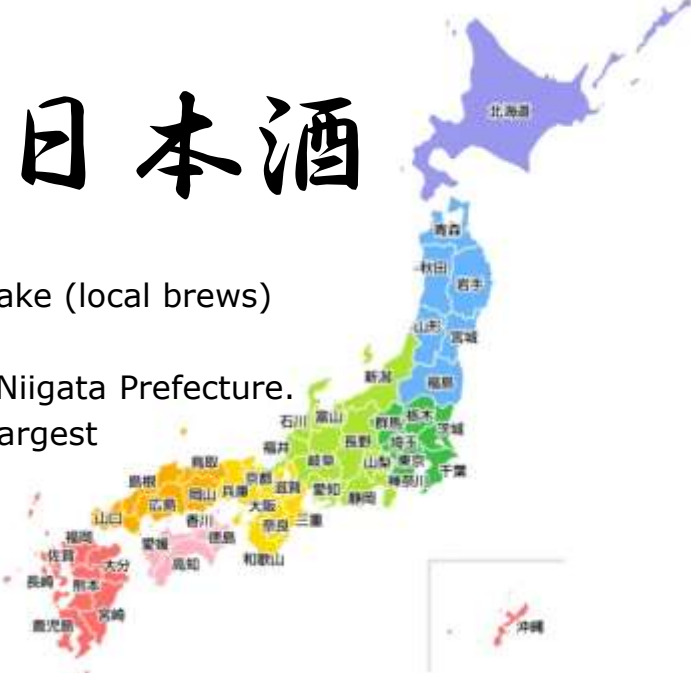 日本酒
ake (local brews)
Niigata Prefecture.
argest
北海道
青森
秋田
岩手
山形
宮城
新潟
福島
石川
富山
群馬
栃木
茨城
福井
長野
埼玉
岐阜
山梨
東京
千葉
神奈川
愛知
静岡
鳥取
島根
岡山
兵庫
京都
滋賀
広島
大阪
山口
香川
奈良
三重
徳島
愛媛
高知
和歌山
福岡
佐賀
大分
長崎
熊本
宮崎
鹿児島
沖縄